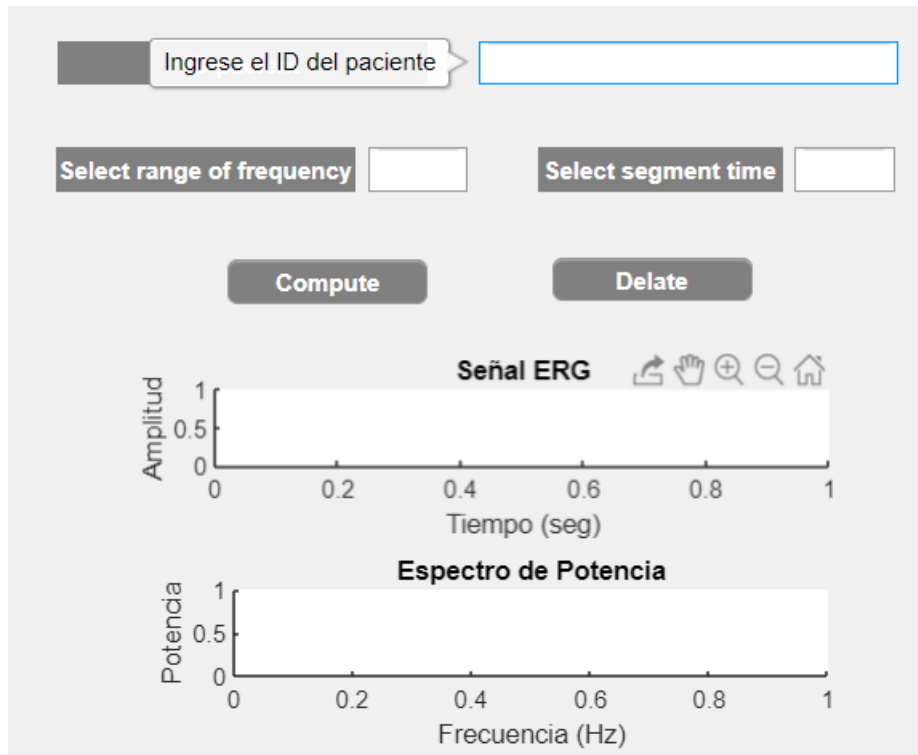 Ingrese el ID del paciente
Select range of frequency
Select segment time
Compute
Delate
Señal ERG
Amplitud
1
0.5
0
0 0.2 0.4 0.6 0.8 1
Tiempo (seg)
Espectro de Potencia
Potencia
1
0.5
0
0 0.2 0.4 0.6 0.8 1
Frecuencia (Hz)